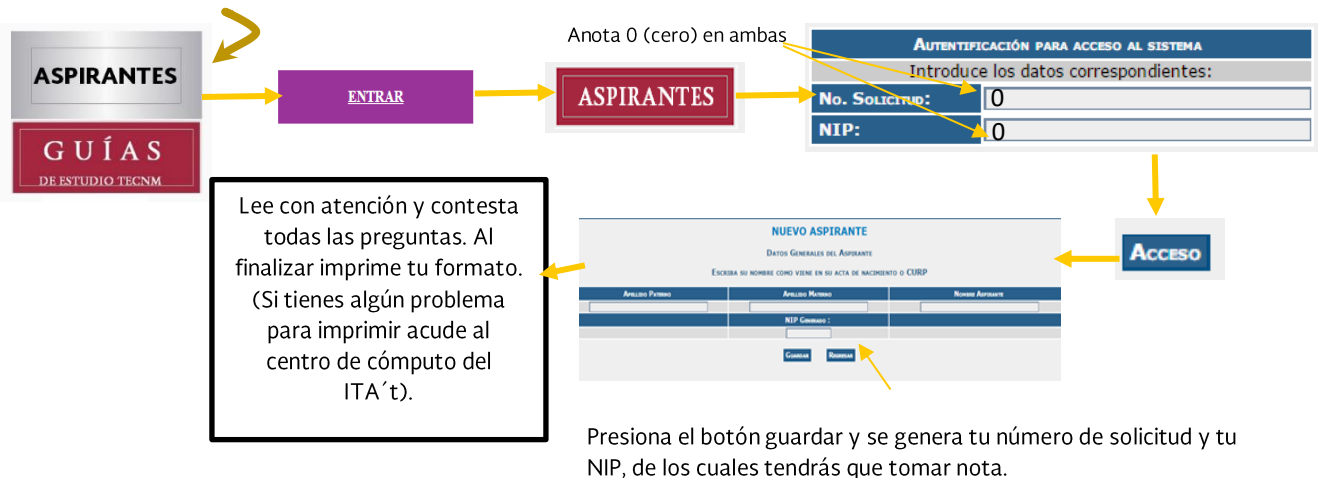 ASPIRANTES
GUÍAS
DE ESTUDIO TECNM
ENTRAR
ASPIRANTES
Anota 0 (cero) en ambas
Autentificación para acceso al sistema
Introduce los datos correspondientes:
No. Solicitud: 0
NIP: 0
Acceso
NUEVO ASPIRANTE
Datos Generales del Aspirante
Escriba su nombre como viene en su acta de nacimiento o CURP
Apellido Paterno Apellido Materno Nombre Aspirante
NIP Generado :
Guardar Regresar
Presiona el botón guardar y se genera tu número de solicitud y tu
NIP, de los cuales tendrás que tomar nota.
Lee con atención y contesta
todas las preguntas. Al
finalizar imprime tu formato.
(Si tienes algún problema
para imprimir acude al
centro de cómputo del
ITA´t).